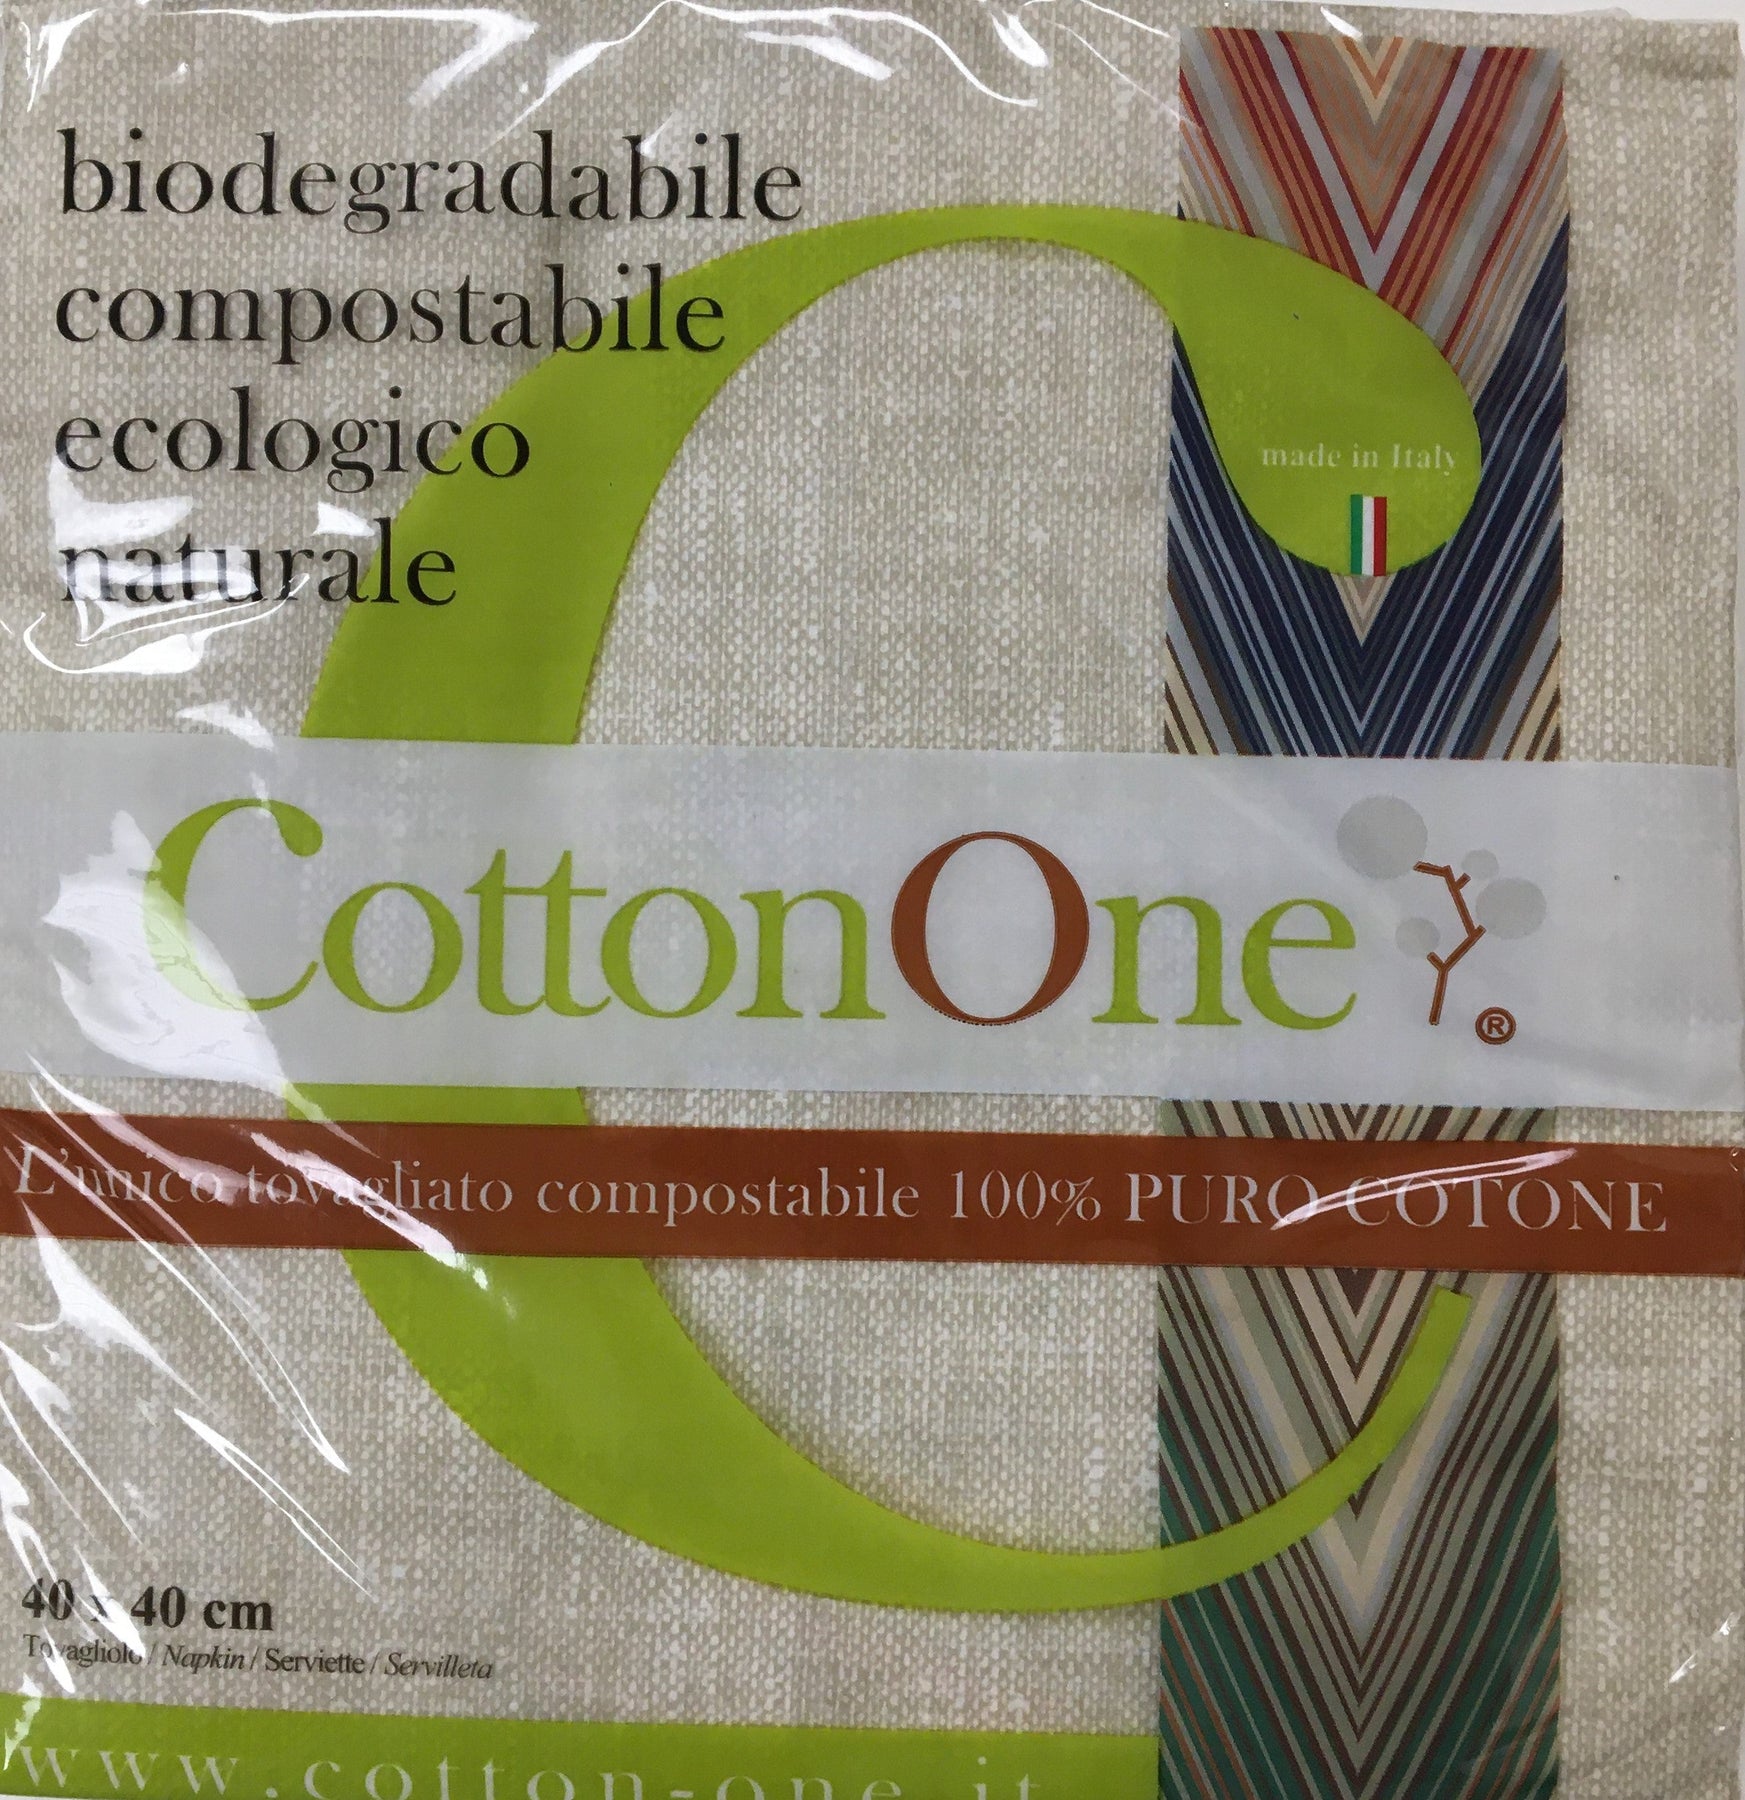 biodegradabile
compostabile
ecologico
naturale
made in Italy
CottonOne
®
L'unico tovagliato compostabile 100% PURO COTONE
40 x 40 cm
Tovagliolo / Napkin / Serviette / Servilleta
www.cotton-one.it